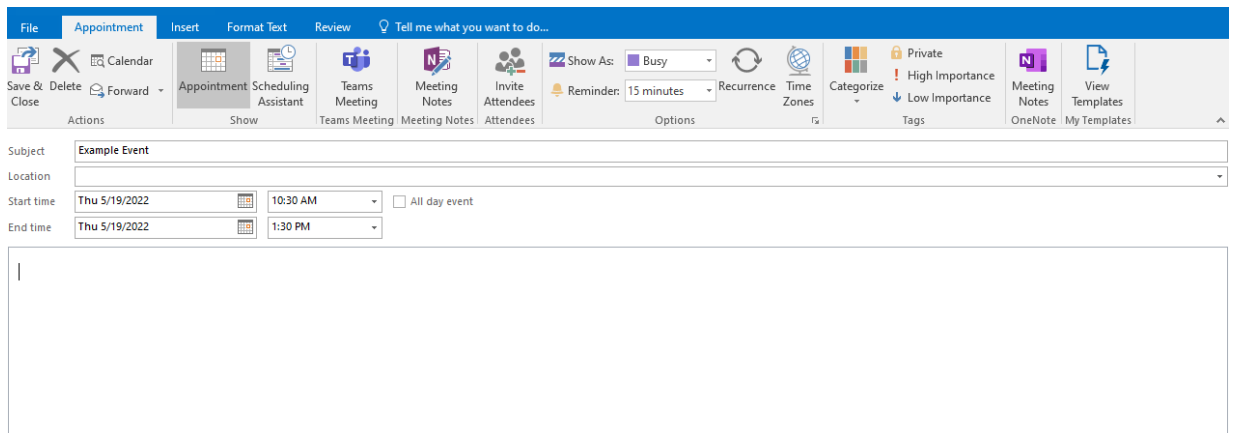 File Appointment Insert Format Text Review Tell me what you want to do...
Save & Close
Delete
Calendar
Forward
Actions
Appointment
Scheduling Assistant
Show
Teams Meeting
Teams Meeting
Meeting Notes
Meeting Notes
Invite Attendees
Attendees
Show As: Busy
Reminder: 15 minutes
Recurrence
Time Zones
Options
Categorize
Private
High Importance
Low Importance
Tags
Meeting Notes
OneNote
View Templates
My Templates
Subject Example Event
Location
Start time Thu 5/19/2022 10:30 AM All day event
End time Thu 5/19/2022 1:30 PM